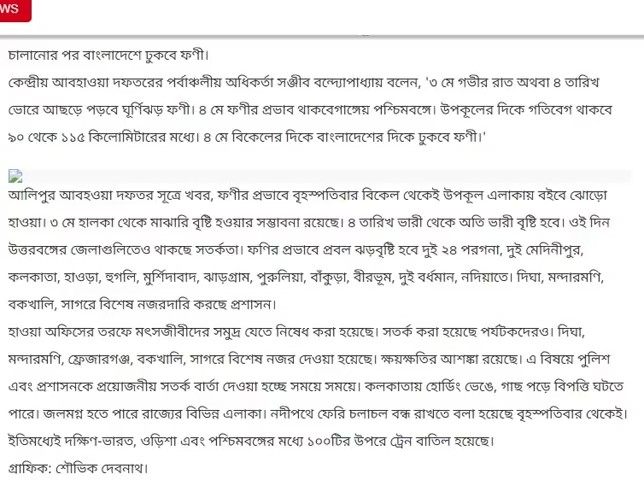 WS
চালানোর পর বাংলাদেশে ঢুকবে ফণী।
কেন্দ্রীয় আবহাওয়া দফতরের পর্বাঞ্চলীয় অধিকর্তা সঞ্জীব বন্দ্যোপাধ্যায় বলেন, '৩ মে গভীর রাত অথবা ৪ তারিখ
ভোরে আছড়ে পড়বে ঘূর্ণিঝড় ফণী। ৪ মে ফণীর প্রভাব থাকবেগাঙ্গেয় পশ্চিমবঙ্গে। উপকূলের দিকে গতিবেগ থাকবে
৯০ থেকে ১১৫ কিলোমিটারের মধ্যে। ৪ মে বিকেলের দিকে বাংলাদেশের দিকে ঢুকবে ফণী।'
আলিপুর আবহওয়া দফতর সূত্রে খবর, ফণীর প্রভাবে বৃহস্পতিবার বিকেল থেকেই উপকূল এলাকায় বইবে ঝোড়ো
হাওয়া। ৩ মে হালকা থেকে মাঝারি বৃষ্টি হওয়ার সম্ভাবনা রয়েছে। ৪ তারিখ ভারী থেকে অতি ভারী বৃষ্টি হবে। ওই দিন
উত্তরবঙ্গের জেলাগুলিতেও থাকছে সতর্কতা। ফণির প্রভাবে প্রবল ঝড়বৃষ্টি হবে দুই ২৪ পরগনা, দুই মেদিনীপুর,
কলকাতা, হাওড়া, হুগলি, মুর্শিদাবাদ, ঝাড়গ্রাম, পুরুলিয়া, বাঁকুড়া, বীরভূম, দুই বর্ধমান, নদিয়াতে। দিঘা, মন্দারমণি,
বকখালি, সাগরে বিশেষ নজরদারি করছে প্রশাসন।
হাওয়া অফিসের তরফে মৎসজীবীদের সমুদ্র যেতে নিষেধ করা হয়েছে। সতর্ক করা হয়েছে পর্যটকদেরও। দিঘা,
মন্দারমণি, ফ্রেজারগঞ্জ, বকখালি, সাগরে বিশেষ নজর দেওয়া হয়েছে। ক্ষয়ক্ষতির আশঙ্কা রয়েছে। এ বিষয়ে পুলিশ
এবং প্রশাসনকে প্রয়োজনীয় সতর্ক বার্তা দেওয়া হচ্ছে সময়ে সময়ে। কলকাতায় হোর্ডিং ভেঙে, গাছ পড়ে বিপত্তি ঘটতে
পারে। জলমগ্ন হতে পারে রাজ্যের বিভিন্ন এলাকা। নদীপথে ফেরি চলাচল বন্ধ রাখতে বলা হয়েছে বৃহস্পতিবার থেকেই।
ইতিমধ্যেই দক্ষিণ-ভারত, ওড়িশা এবং পশ্চিমবঙ্গের মধ্যে ১০০টির উপরে ট্রেন বাতিল হয়েছে।
গ্রাফিক: শৌভিক দেবনাথ।